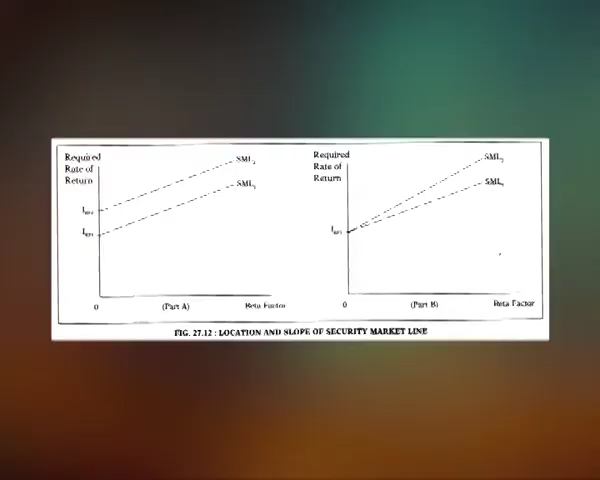 Required
Rate of
Return
SML₂
SML₁
0
(Part A)
Beta Factor
Required
Rate of
Return
SML₂
SML₁
0
(Part B)
Beta Factor
FIG. 27.12 : LOCATION AND SLOPE OF SECURITY MARKET LINE